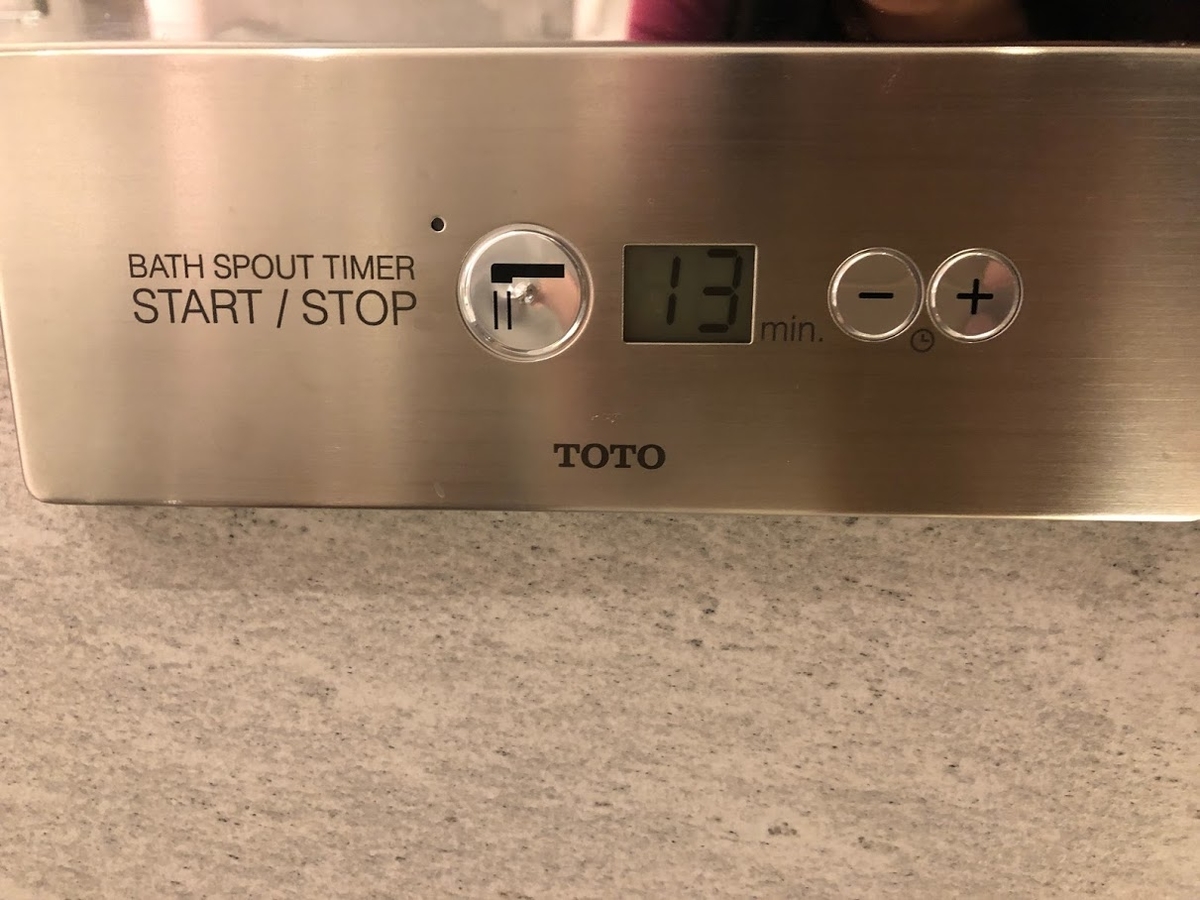 BATH SPOUT TIMER
START / STOP
13 min.
− +
TOTO